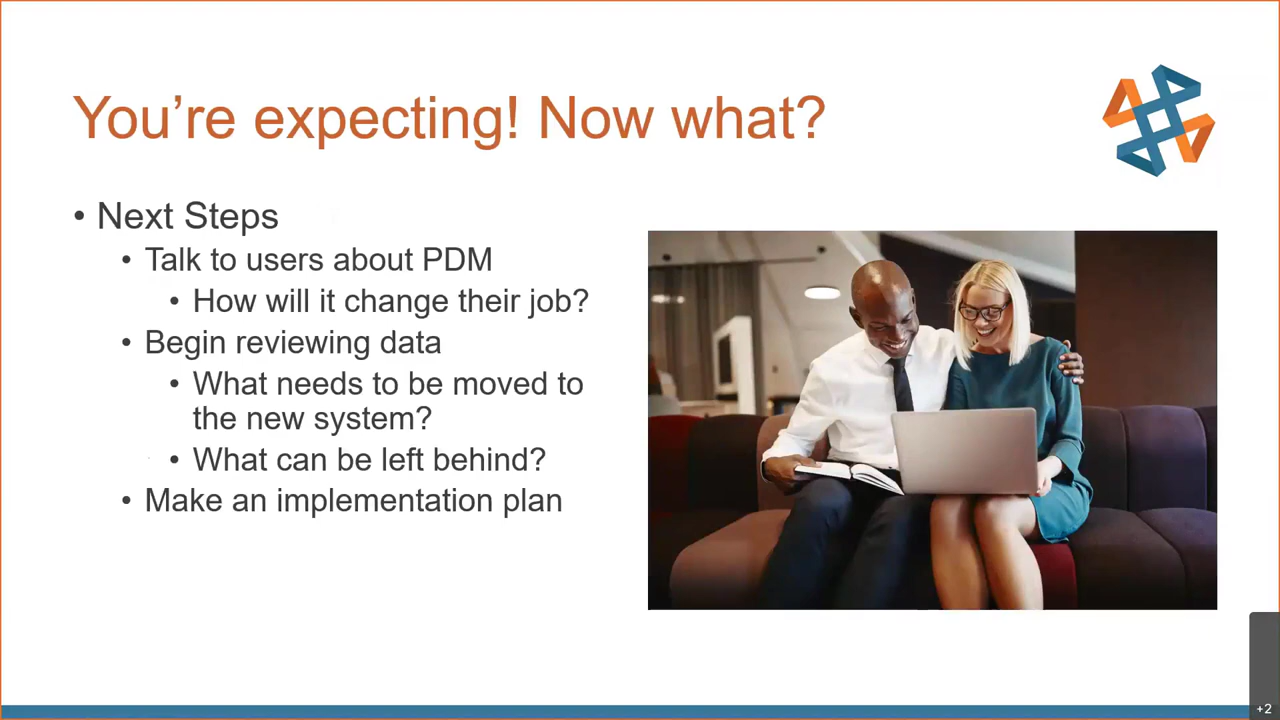 You're expecting! Now what?
• Next Steps
• Talk to users about PDM
• How will it change their job?
• Begin reviewing data
• What needs to be moved to
the new system?
• What can be left behind?
• Make an implementation plan
+2